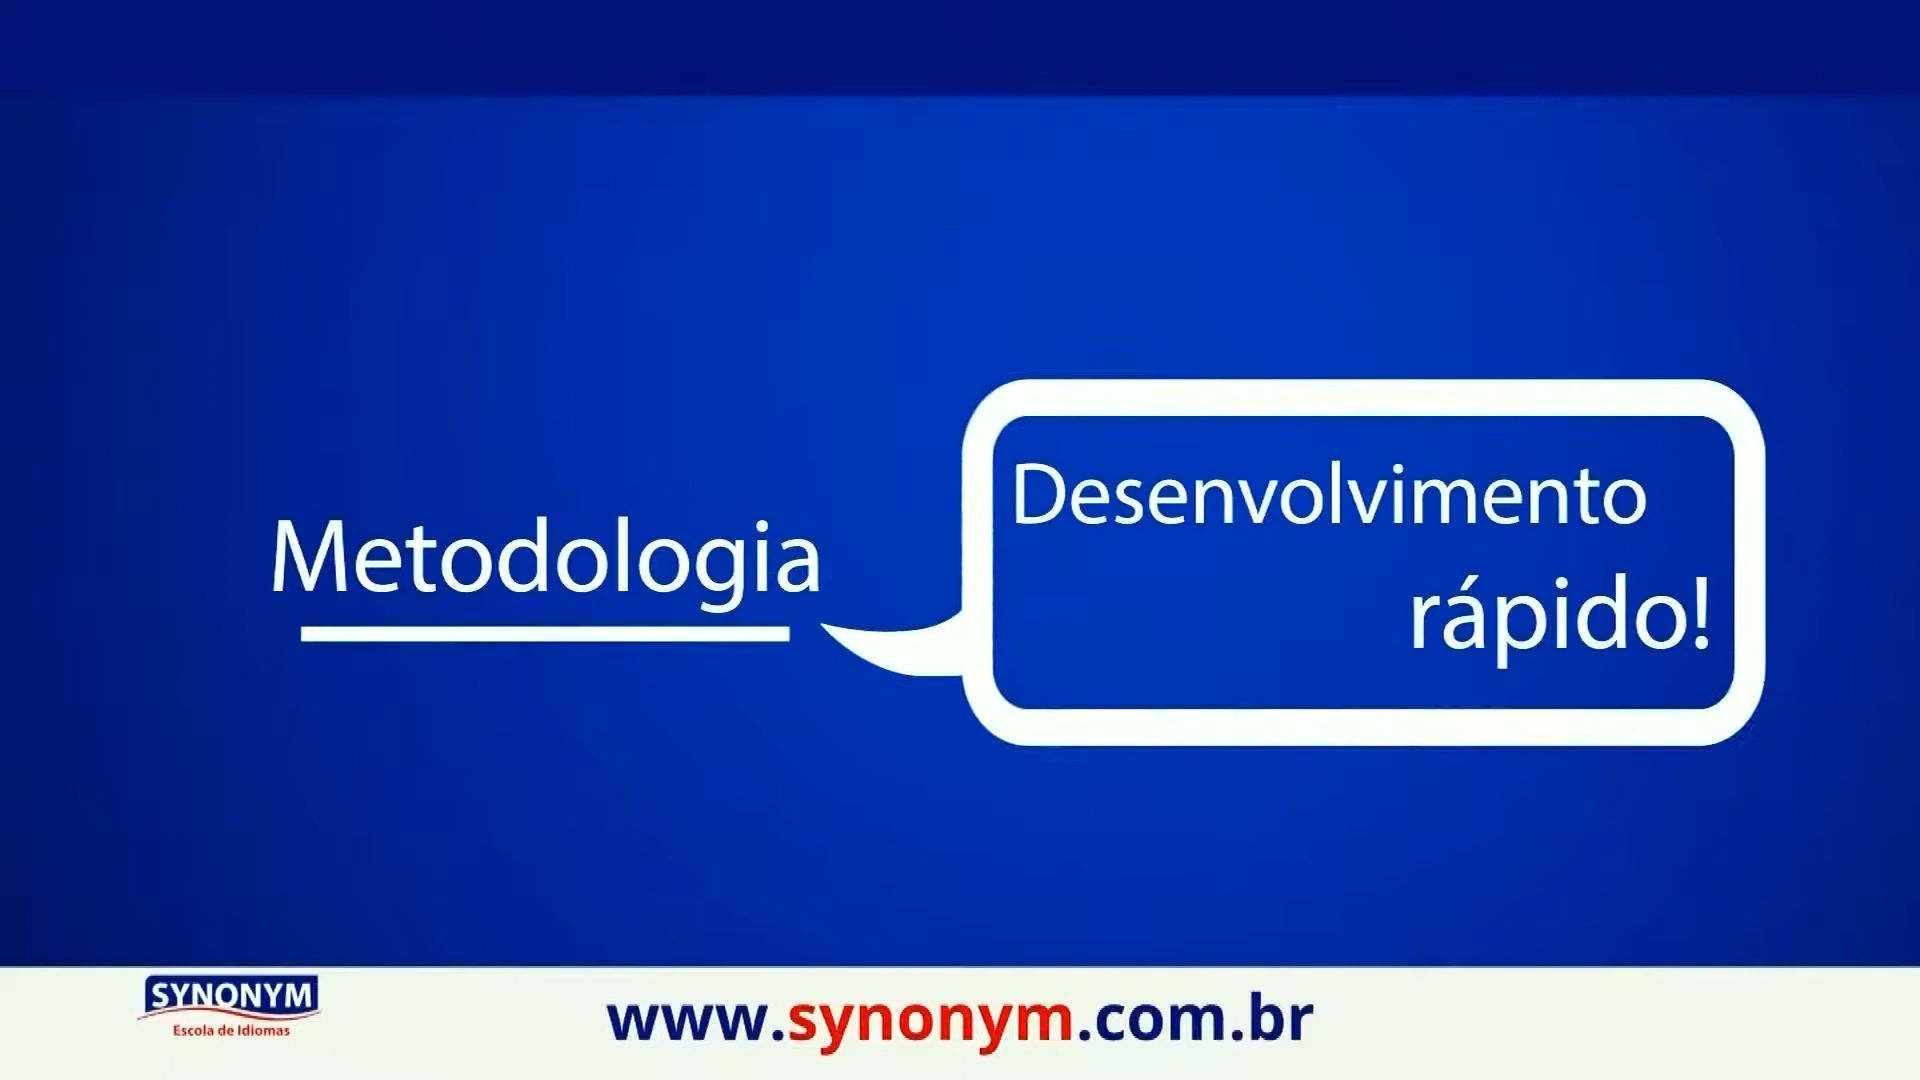 Metodologia
Desenvolvimento
rápido!
SYNONYM
Escola de Idiomas
www.synonym.com.br